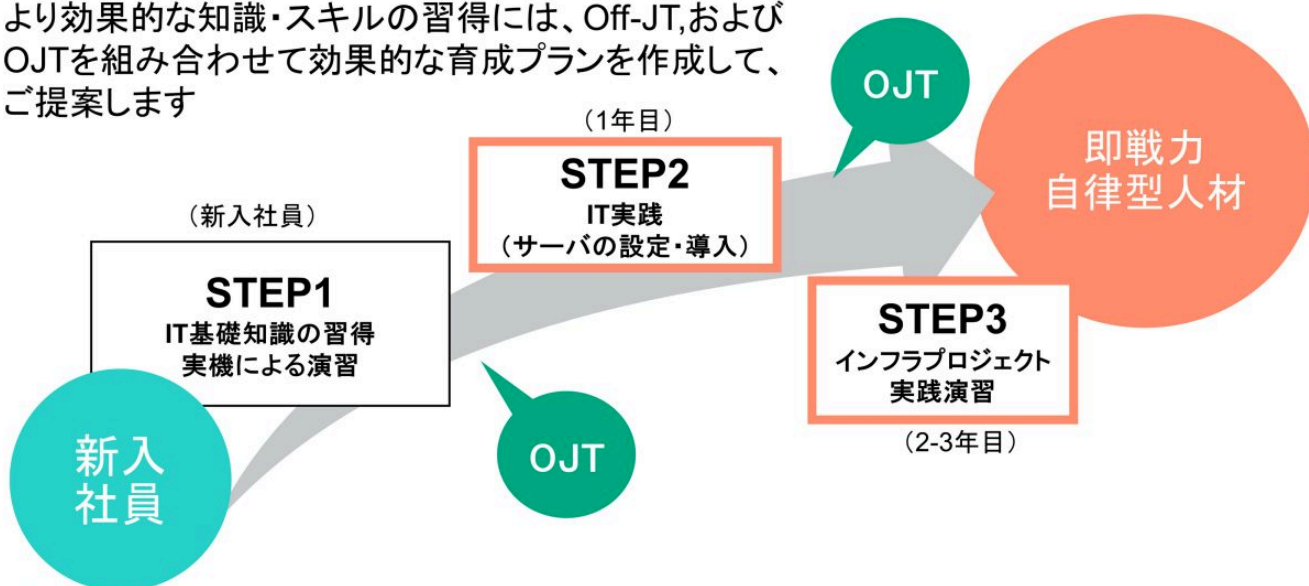 より効果的な知識・スキルの習得には、Off-JT,および
OJTを組み合わせて効果的な育成プランを作成して、
ご提案します
OJT
(1年目)
STEP2
IT実践
(サーバの設定・導入)
即戦力
自律型人材
(新入社員)
STEP1
IT基礎知識の習得
実機による演習
STEP3
インフラプロジェクト
実践演習
(2-3年目)
OJT
新入
社員